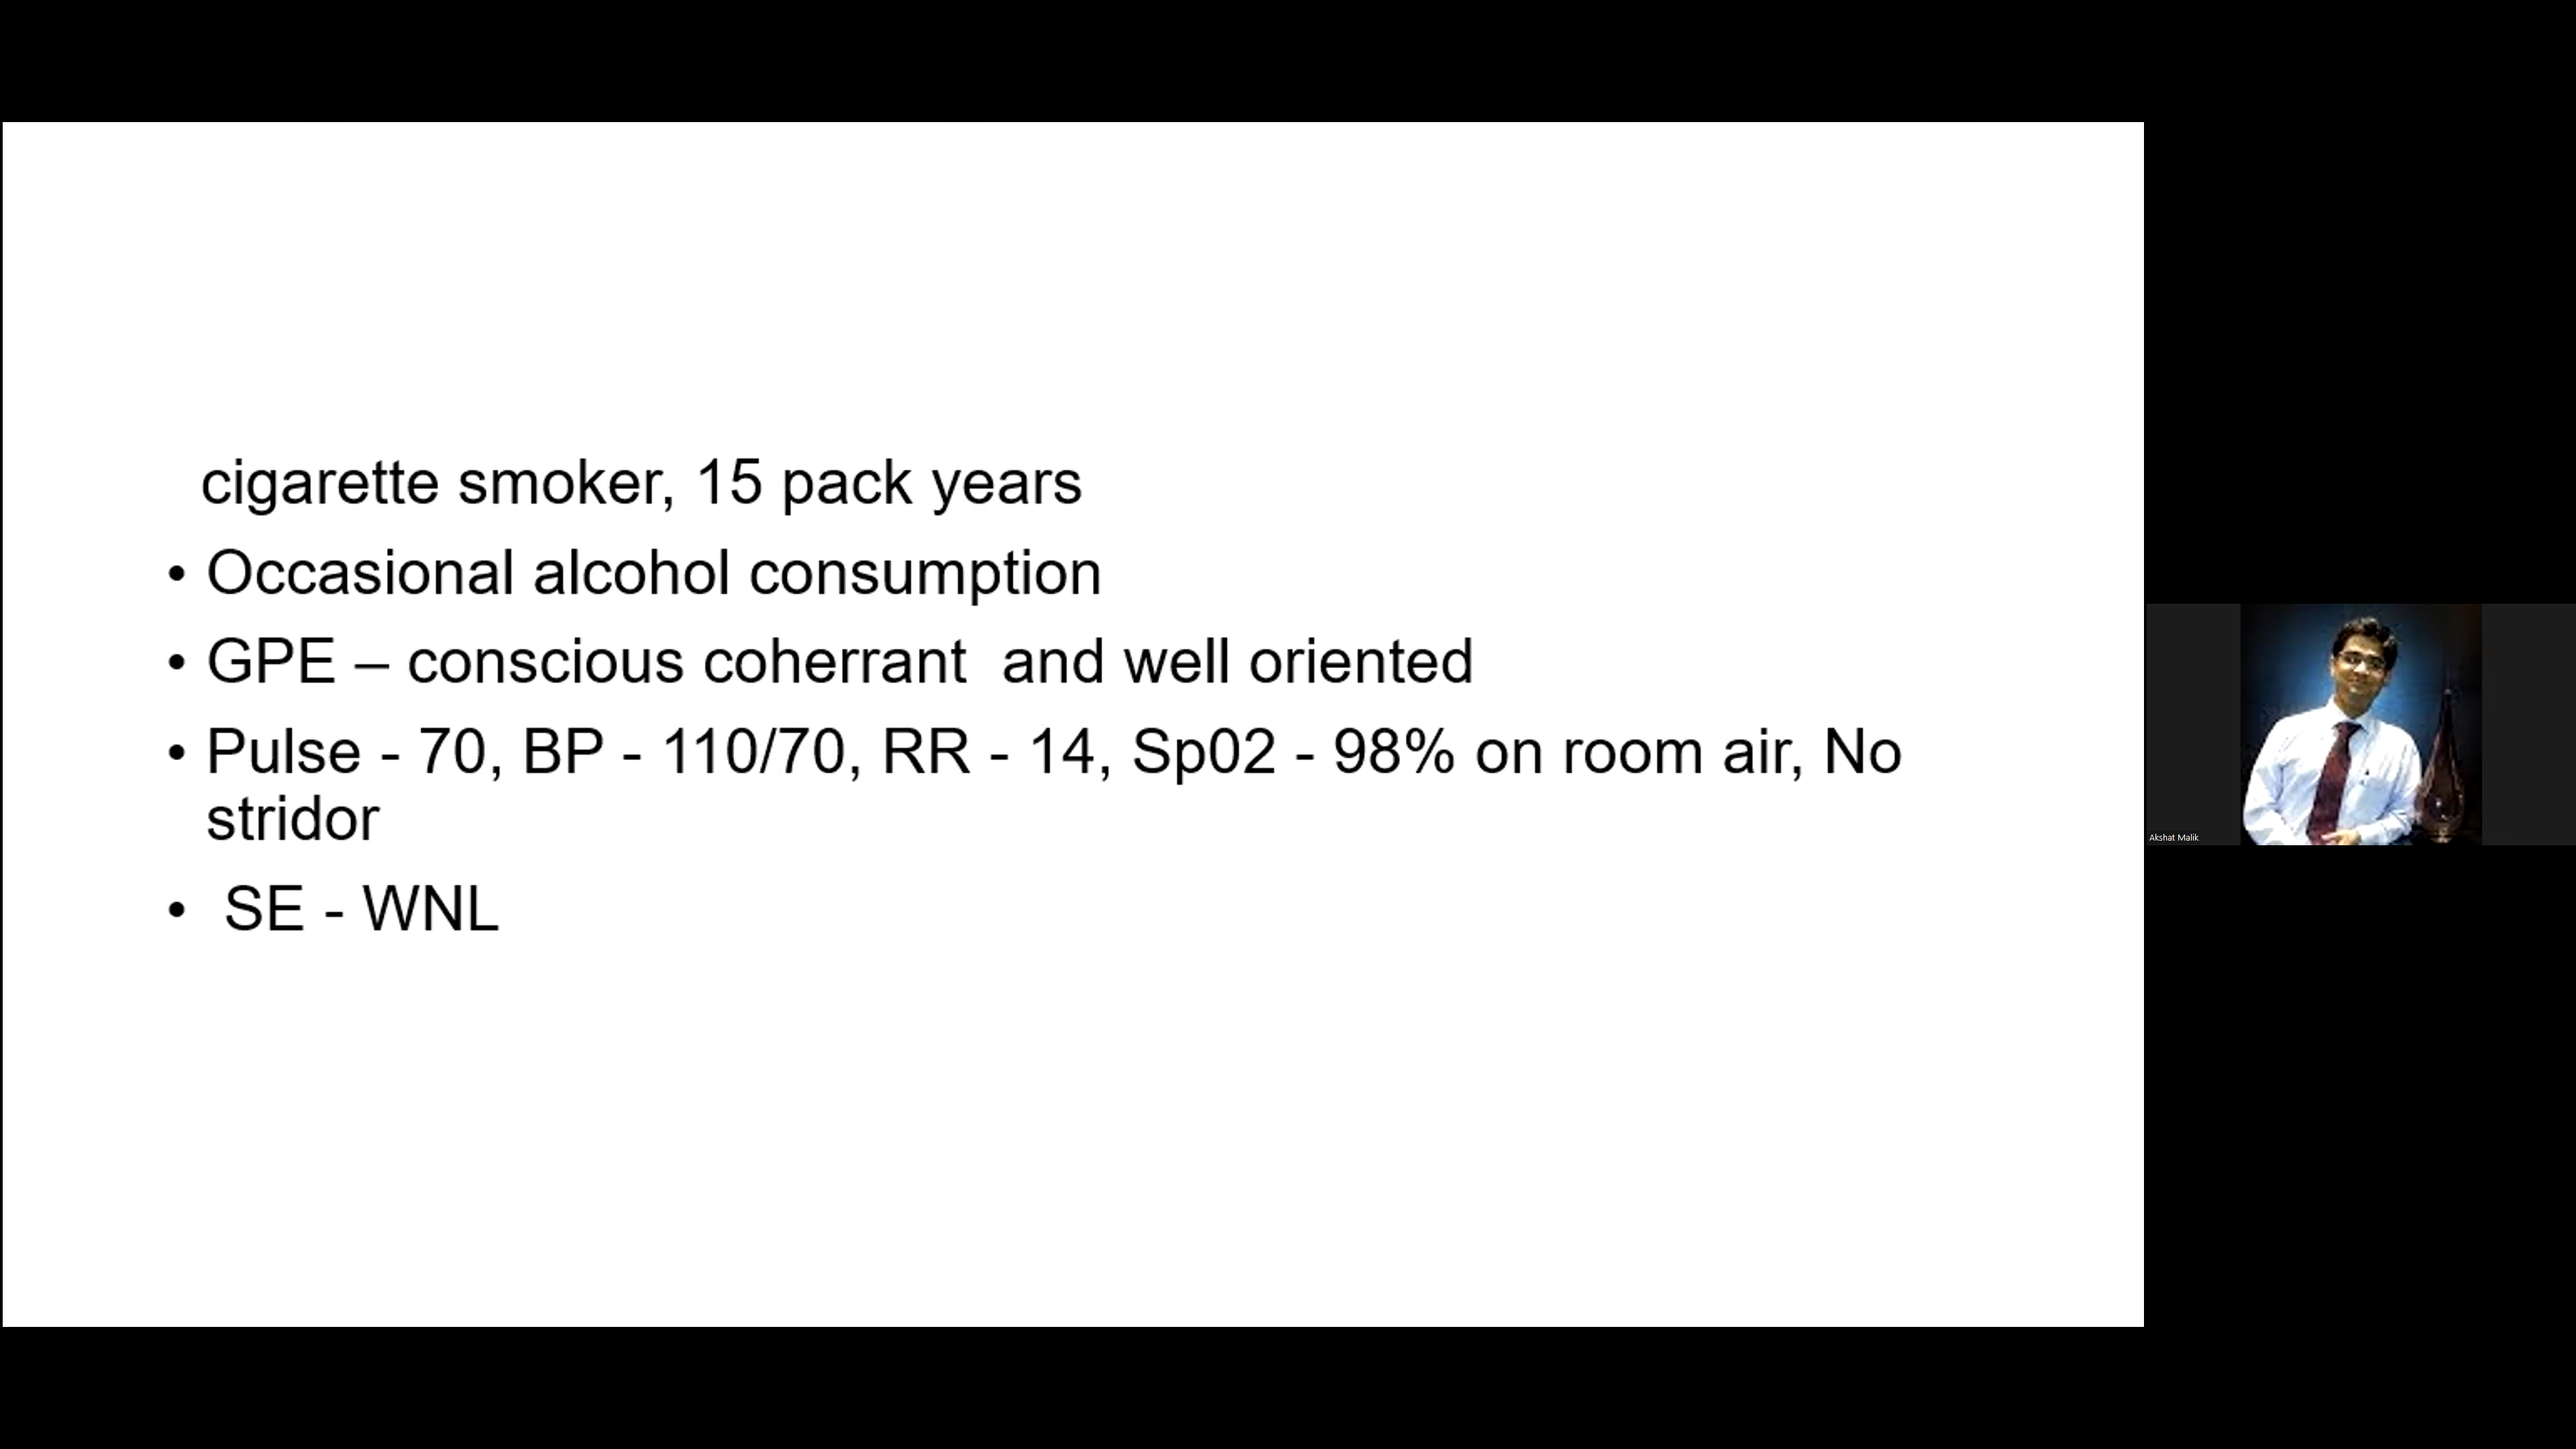 cigarette smoker, 15 pack years
• Occasional alcohol consumption
• GPE – conscious coherrant  and well oriented
• Pulse - 70, BP - 110/70, RR - 14, Sp02 - 98% on room air, No
stridor
• SE - WNL
Akshat Malik